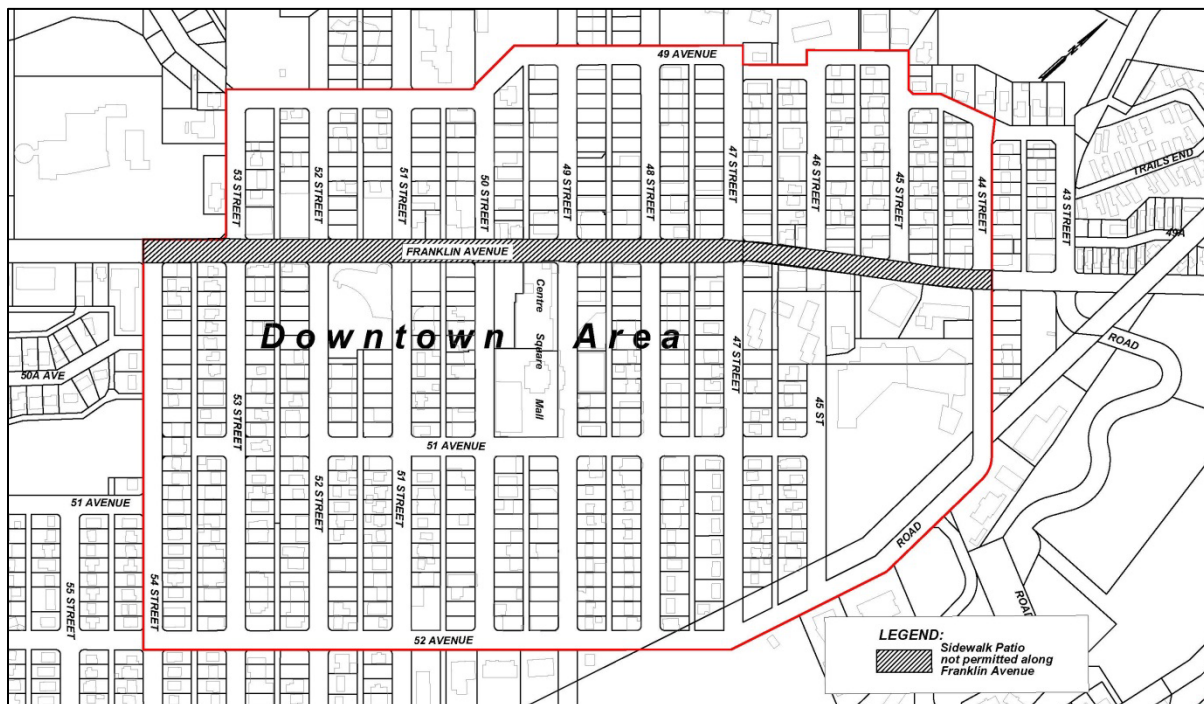 49 AVENUE
N
53 STREET
52 STREET
51 STREET
50 STREET
49 STREET
48 STREET
47 STREET
46 STREET
45 STREET
44 STREET
43 STREET
TRAILS END
49A
FRANKLIN AVENUE
Centre Square Mall
Downtown Area
47 STREET
ROAD
50A AVE
53 STREET
45 ST
51 AVENUE
52 STREET
51 STREET
51 AVENUE
ROAD
55 STREET
54 STREET
ROAD
52 AVENUE
LEGEND:
Sidewalk Patio
not permitted along
Franklin Avenue